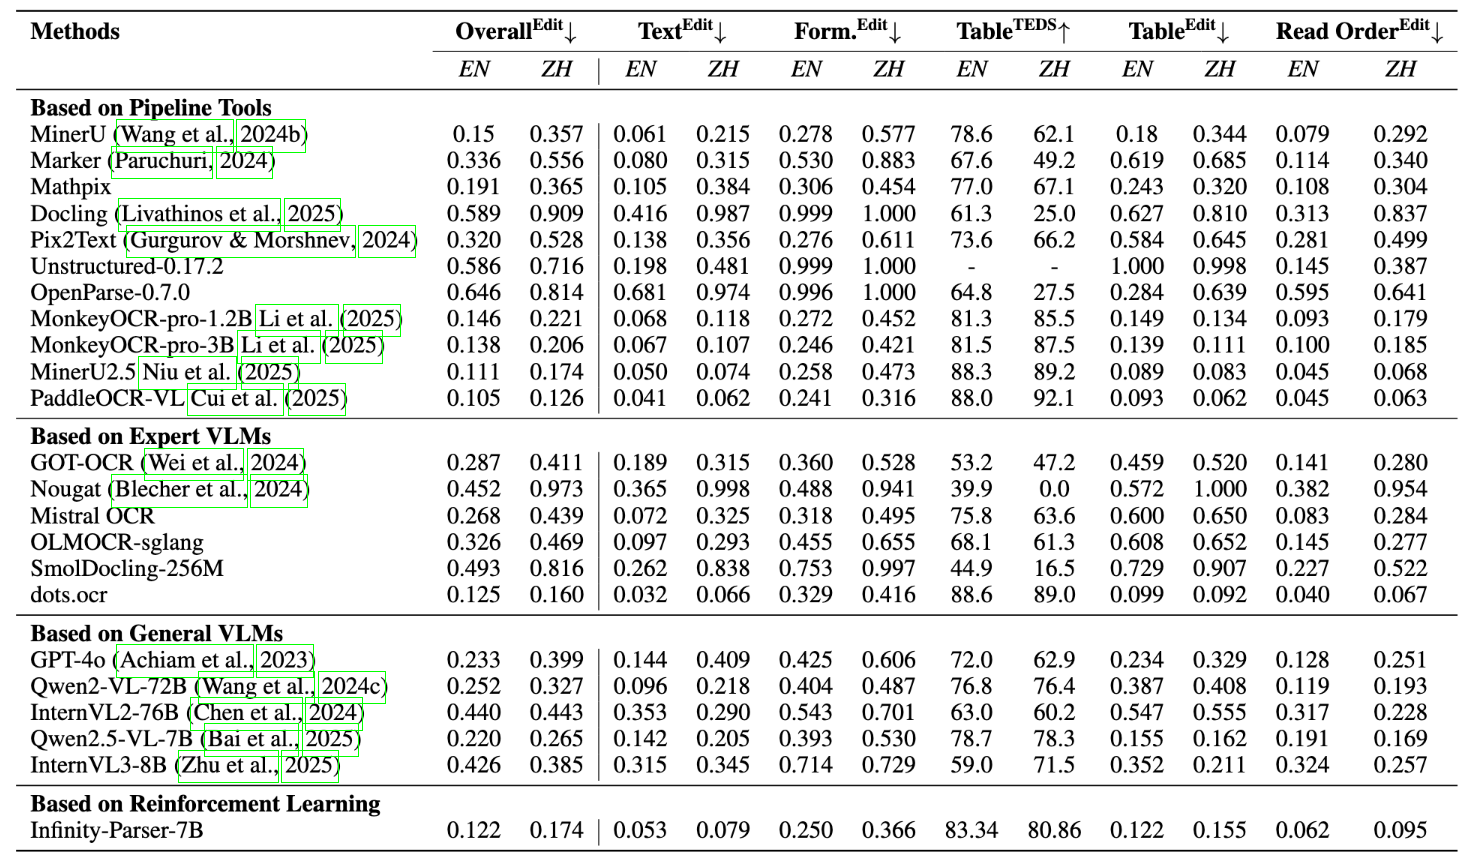 Methods OverallEdit↓ TextEdit↓ Form.Edit↓ TableTEDS↑ TableEdit↓ Read OrderEdit↓
EN ZH EN ZH EN ZH EN ZH EN ZH EN ZH
Based on Pipeline Tools
MinerU (Wang et al., 2024b) 0.15 0.357 0.061 0.215 0.278 0.577 78.6 62.1 0.18 0.344 0.079 0.292
Marker (Paruchuri, 2024) 0.336 0.556 0.080 0.315 0.530 0.883 67.6 49.2 0.619 0.685 0.114 0.340
Mathpix 0.191 0.365 0.105 0.384 0.306 0.454 77.0 67.1 0.243 0.320 0.108 0.304
Docling (Livathinos et al., 2025) 0.589 0.909 0.416 0.987 0.999 1.000 61.3 25.0 0.627 0.810 0.313 0.837
Pix2Text (Gurgurov & Morshnev, 2024) 0.320 0.528 0.138 0.356 0.276 0.611 73.6 66.2 0.584 0.645 0.281 0.499
Unstructured-0.17.2 0.586 0.716 0.198 0.481 0.999 1.000 - - 1.000 0.998 0.145 0.387
OpenParse-0.7.0 0.646 0.814 0.681 0.974 0.996 1.000 64.8 27.5 0.284 0.639 0.595 0.641
MonkeyOCR-pro-1.2B Li et al. (2025) 0.146 0.221 0.068 0.118 0.272 0.452 81.3 85.5 0.149 0.134 0.093 0.179
MonkeyOCR-pro-3B Li et al. (2025) 0.138 0.206 0.067 0.107 0.246 0.421 81.5 87.5 0.139 0.111 0.100 0.185
MinerU2.5 Niu et al. (2025) 0.111 0.174 0.050 0.074 0.258 0.473 88.3 89.2 0.089 0.083 0.045 0.068
PaddleOCR-VL Cui et al. (2025) 0.105 0.126 0.041 0.062 0.241 0.316 88.0 92.1 0.093 0.062 0.045 0.063
Based on Expert VLMs
GOT-OCR (Wei et al., 2024) 0.287 0.411 0.189 0.315 0.360 0.528 53.2 47.2 0.459 0.520 0.141 0.280
Nougat (Blecher et al., 2024) 0.452 0.973 0.365 0.998 0.488 0.941 39.9 0.0 0.572 1.000 0.382 0.954
Mistral OCR 0.268 0.439 0.072 0.325 0.318 0.495 75.8 63.6 0.600 0.650 0.083 0.284
OLMOCR-sglang 0.326 0.469 0.097 0.293 0.455 0.655 68.1 61.3 0.608 0.652 0.145 0.277
SmolDocling-256M 0.493 0.816 0.262 0.838 0.753 0.997 44.9 16.5 0.729 0.907 0.227 0.522
dots.ocr 0.125 0.160 0.032 0.066 0.329 0.416 88.6 89.0 0.099 0.092 0.040 0.067
Based on General VLMs
GPT-4o (Achiam et al., 2023) 0.233 0.399 0.144 0.409 0.425 0.606 72.0 62.9 0.234 0.329 0.128 0.251
Qwen2-VL-72B (Wang et al., 2024c) 0.252 0.327 0.096 0.218 0.404 0.487 76.8 76.4 0.387 0.408 0.119 0.193
InternVL2-76B (Chen et al., 2024) 0.440 0.443 0.353 0.290 0.543 0.701 63.0 60.2 0.547 0.555 0.317 0.228
Qwen2.5-VL-7B (Bai et al., 2025) 0.220 0.265 0.142 0.205 0.393 0.530 78.7 78.3 0.155 0.162 0.191 0.169
InternVL3-8B (Zhu et al., 2025) 0.426 0.385 0.315 0.345 0.714 0.729 59.0 71.5 0.352 0.211 0.324 0.257
Based on Reinforcement Learning
Infinity-Parser-7B 0.122 0.174 0.053 0.079 0.250 0.366 83.34 80.86 0.122 0.155 0.062 0.095